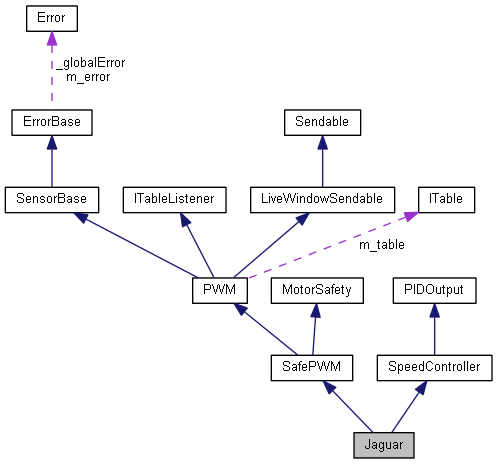 Error
_globalError
m_error
ErrorBase
Sendable
SensorBase
ITableListener
LiveWindowSendable
ITable
m_table
PWM
MotorSafety
PIDOutput
SafePWM
SpeedController
Jaguar